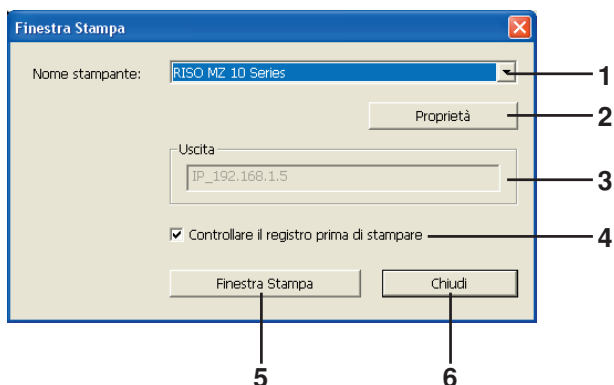 Finestra Stampa
Nome stampante: RISO MZ 10 Series 1
Proprietà 2
Uscita
IP_192.168.1.5 3
Controllare il registro prima di stampare 4
Finestra Stampa Chiudi
5 6